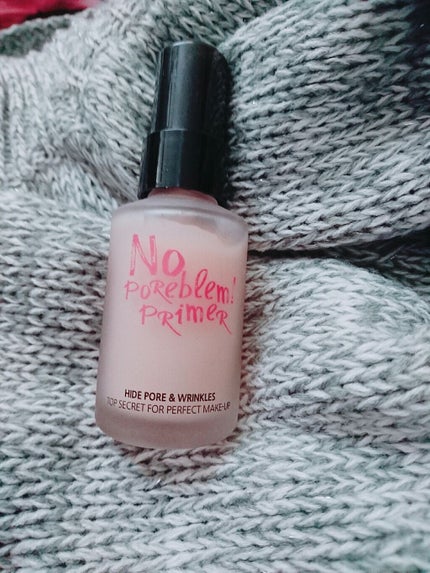 No
Poreblem!
Primer
HIDE PORE & WRINKLES
TOP SECRET FOR PERFECT MAKE-UP